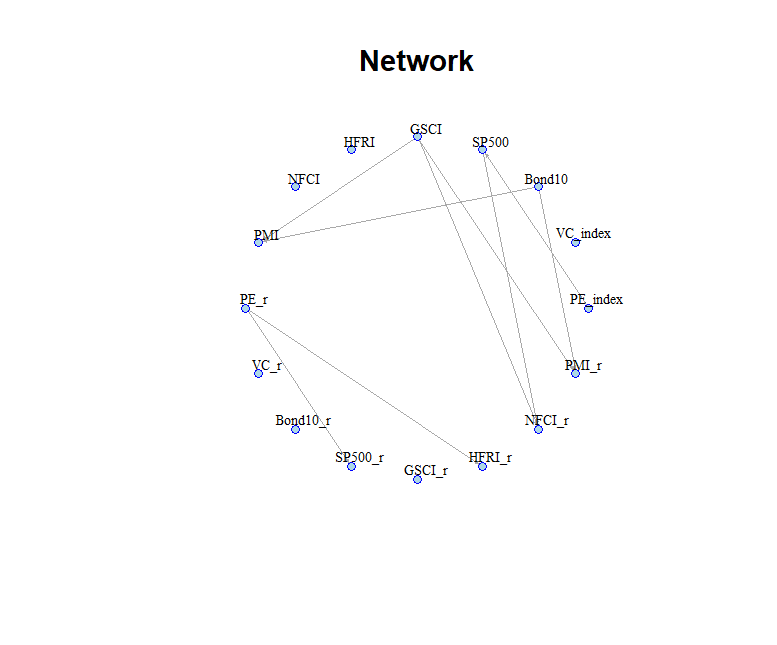 Network
GSCI
HFRI
SP500
NFCI
Bond10
PMI
VC_index
PE_r
PE_index
VC_r
PMI_r
Bond10_r
NFCI_r
SP500_r
HFRI_r
GSCI_r